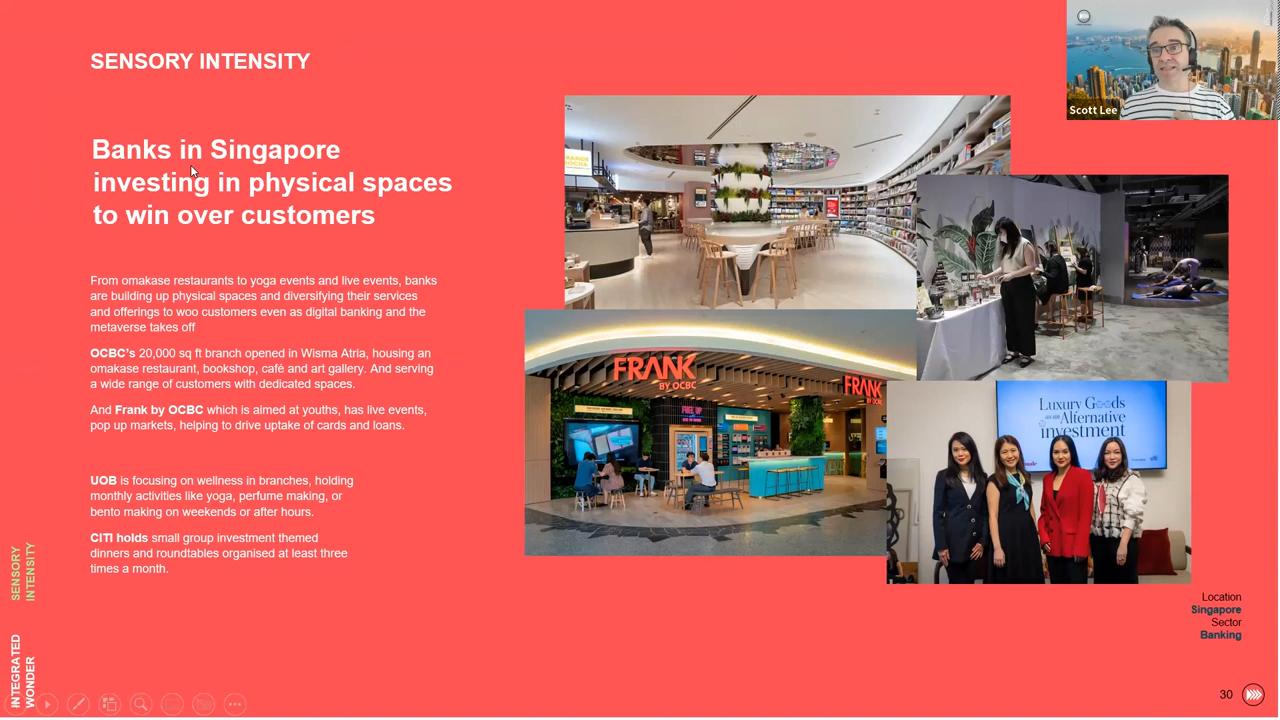 SENSORY INTENSITY
Scott Lee
Banks in Singapore
investing in physical spaces
to win over customers
From omakase restaurants to yoga events and live events, banks
are building up physical spaces and diversifying their services
and offerings to woo customers even as digital banking and the
metaverse takes off
OCBC’s 20,000 sq ft branch opened in Wisma Atria, housing an
omakase restaurant, bookshop, café and art gallery. And serving
a wide range of customers with dedicated spaces.
And Frank by OCBC which is aimed at youths, has live events,
pop up markets, helping to drive uptake of cards and loans.
UOB is focusing on wellness in branches, holding
monthly activities like yoga, perfume making, or
bento making on weekends or after hours.
CITI holds small group investment themed
dinners and roundtables organised at least three
times a month.
FRANK
BY OCBC
FRANK
BY OCBC
Luxury Goods
as an Alternative
investment
Location
Singapore
Sector
Banking
SENSORY
INTENSITY
INTEGRATED
WONDER
30